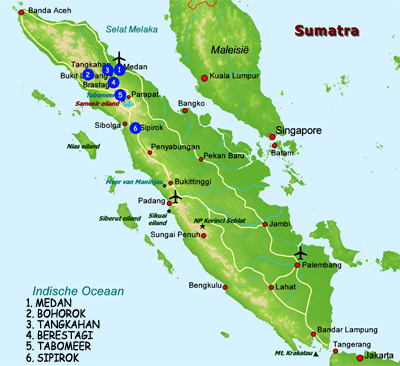 Banda Aceh
Selat Melaka
Sumatra
Maleisië
Tangkahan
Medan
Bukit
Brastagi
Kuala Lumpur
Tabomeer
Parapat
Samosir eiland
Bangko
Sibolga
Sipirok
Singapore
Batam
Nias eiland
Penyabungan
Pekan Baru
Meer van Maninjau
Bukittinggi
Padang
Siberut eiland
Sikuai
eiland
NP Kerinci Seblat
Jambi
Sungai Penuh
Palembang
Bengkulu
Lahat
Indische Oceaan
1. MEDAN
2. BOHOROK
3. TANGKAHAN
4. BERESTAGI
5. TABOMEER
6. SIPIROK
Bandar Lampung
Mt. Krakatau
Tangerang
Jakarta
1
2
3
4
5
6